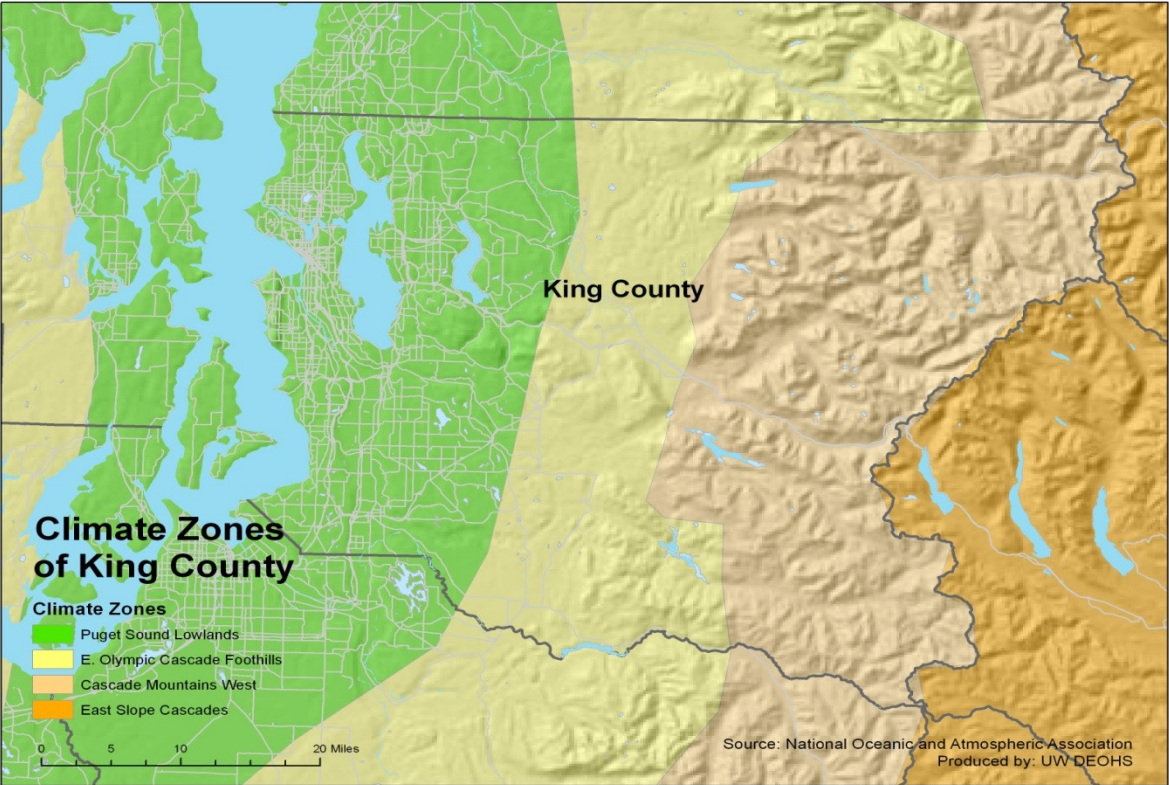 King County
Climate Zones
of King County
Climate Zones
Puget Sound Lowlands
E. Olympic Cascade Foothills
Cascade Mountains West
East Slope Cascades
0 5 10 20 Miles
Source: National Oceanic and Atmospheric Association
Produced by: UW DEOHS